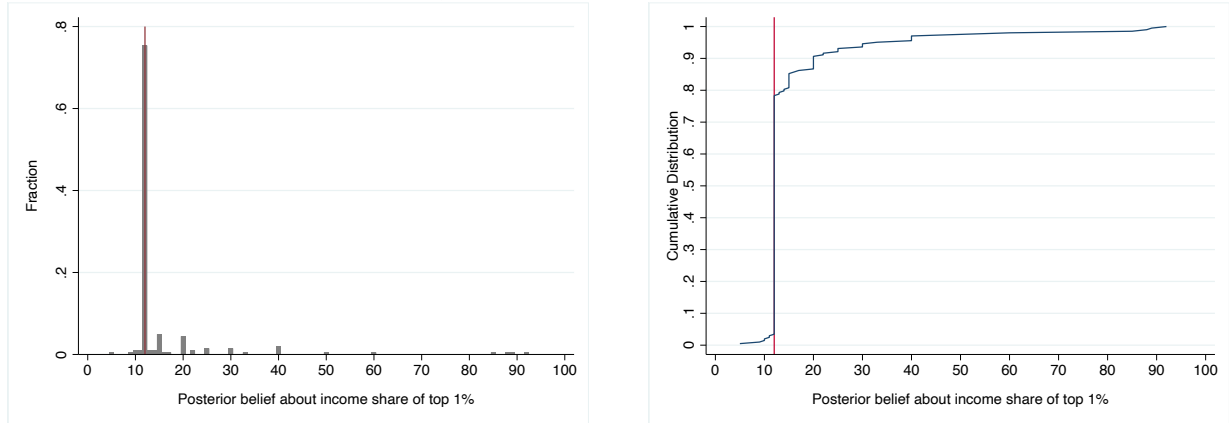 .8
.6
.4
.2
0
Fraction
0 10 20 30 40 50 60 70 80 90 100
Posterior belief about income share of top 1%
1
.9
.8
.7
.6
.5
.4
.3
.2
.1
0
Cumulative Distribution
0 10 20 30 40 50 60 70 80 90 100
Posterior belief about income share of top 1%